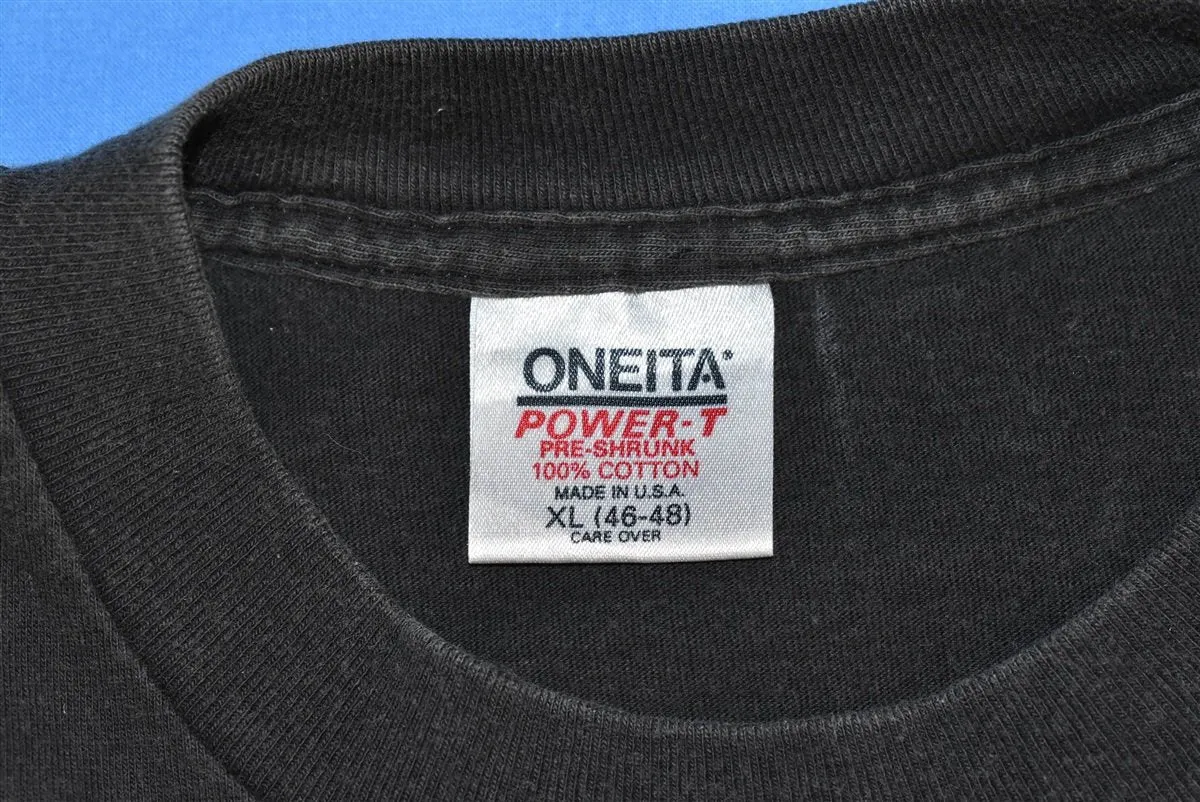 ONEITA®
POWER-T
PRE-SHRUNK
100% COTTON
MADE IN U.S.A.
XL (46-48)
CARE OVER